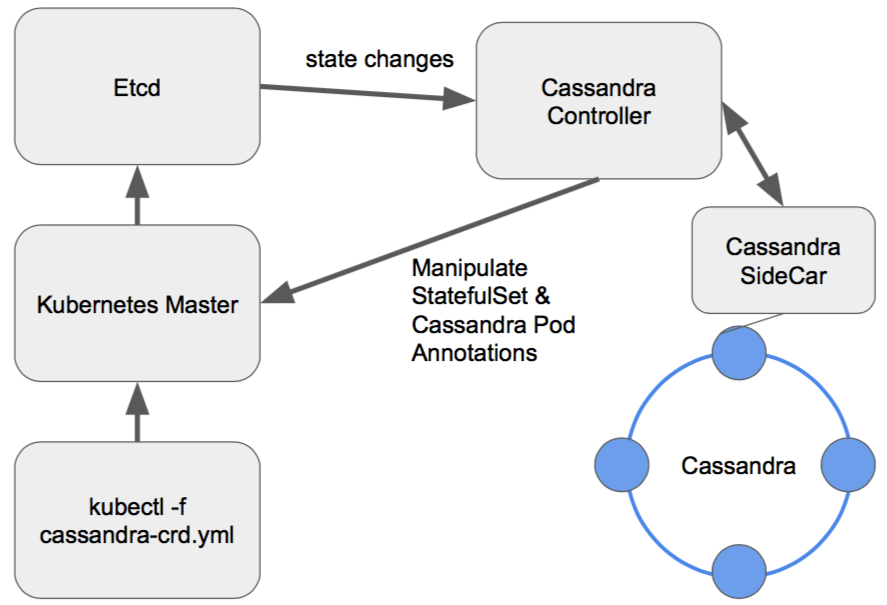 Etcd
state changes
Cassandra
Controller
Kubernetes Master
Manipulate
StatefulSet &
Cassandra Pod
Annotations
Cassandra
SideCar
kubectl -f
cassandra-crd.yml
Cassandra